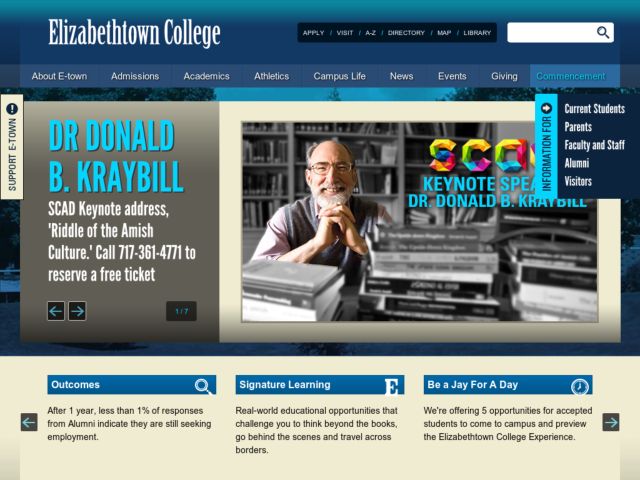 Elizabethtown College
APPLY / VISIT / A-Z / DIRECTORY / MAP / LIBRARY
About E-town Admissions Academics Athletics Campus Life News Events Giving Commencement
SUPPORT E-TOWN
DR DONALD
B. KRAYBILL
SCAD Keynote address,
'Riddle of the Amish
Culture.' Call 717-361-4771 to
reserve a free ticket
1 / 7
KEYNOTE
DR. DONALD B. KRAYBILL
INFORMATION FOR
Current Students
Parents
Faculty and Staff
Alumni
Visitors
Outcomes
After 1 year, less than 1% of responses
from Alumni indicate they are still seeking
employment.
Signature Learning
E
Real-world educational opportunities that
challenge you to think beyond the books,
go behind the scenes and travel across
borders.
Be a Jay For A Day
We're offering 5 opportunities for accepted
students to come to campus and preview
the Elizabethtown College Experience.